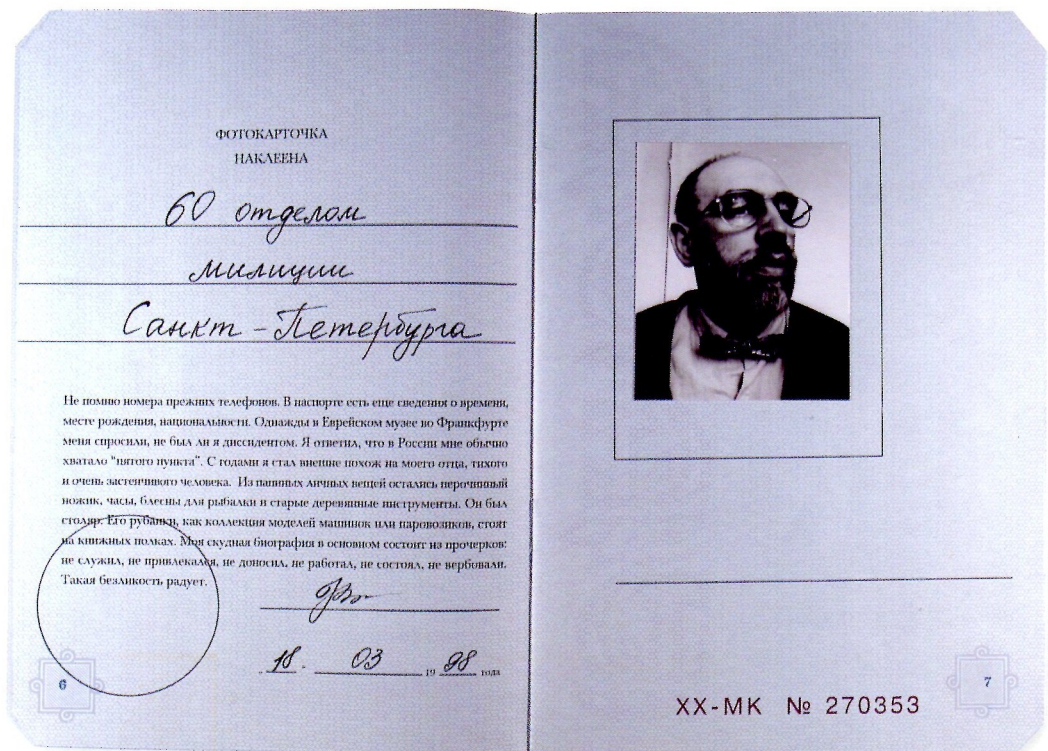 ФОТОКАРТОЧКА
НАКЛЕЕНА
60 отделом
милиции
Санкт-Петербурга
Не помню номера прежних телефонов. В паспорте есть еще сведения о времени,
месте рождения, национальности. Однажды в Еврейском музее во Франкфурте
меня спросили, не был ли я диссидентом. Я ответил, что в России мне обычно
хватало "пятого пункта". С годами я стал внешне похож на моего отца, тихого
и очень застенчивого человека. Из папиных личных вещей остались перочинный
ножик, часы, блесны для рыбалки и старые деревянные инструменты. Он был
столяр. Его рубанки, как коллекция моделей машинок или паровозиков, стоят
на книжных полках. Моя скудная биография в основном состоит из прочерков:
не служил, не привлекался, не доносил, не работал, не состоял, не вербовали.
Такая безликость радует.
18. 03 19 98 года
6
7
XX-МК № 270353